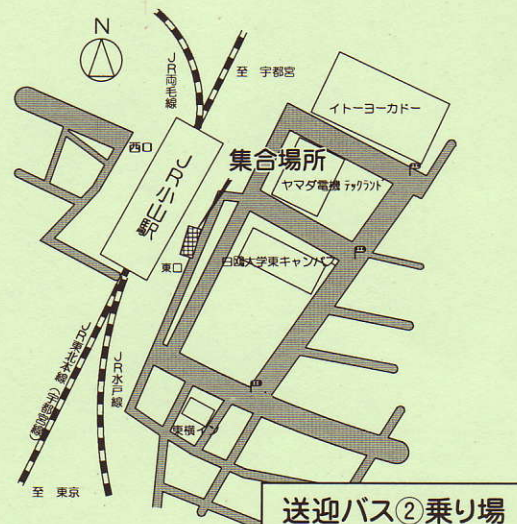 N
JR両毛線
至 宇都宮
イトーヨーカドー
西口
JR小山駅
集合場所
ヤマダ電機 テックランド
東口
白鴎大学東キャンパス
JR東北本線(宇都宮線)
JR水戸線
東横イン
至 東京
送迎バス②乗り場